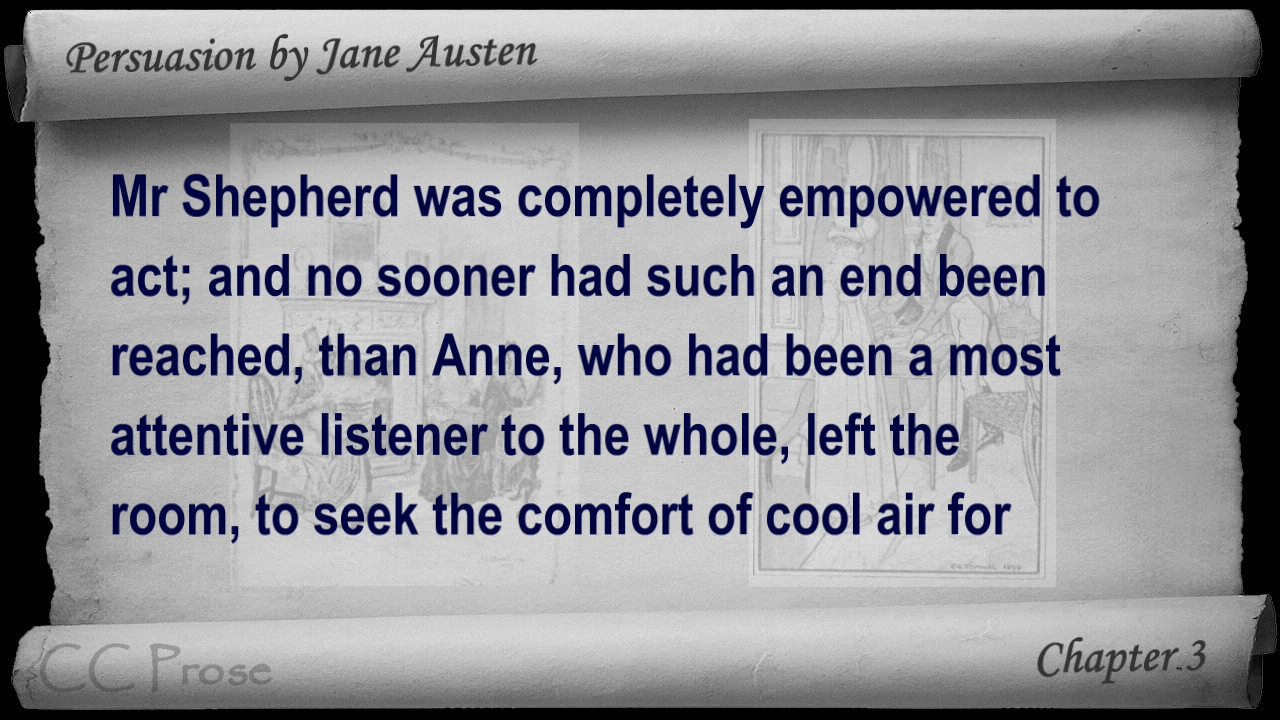 Persuasion by Jane Austen
Mr Shepherd was completely empowered to
act; and no sooner had such an end been
reached, than Anne, who had been a most
attentive listener to the whole, left the
room, to seek the comfort of cool air for
CC Prose
Chapter.3